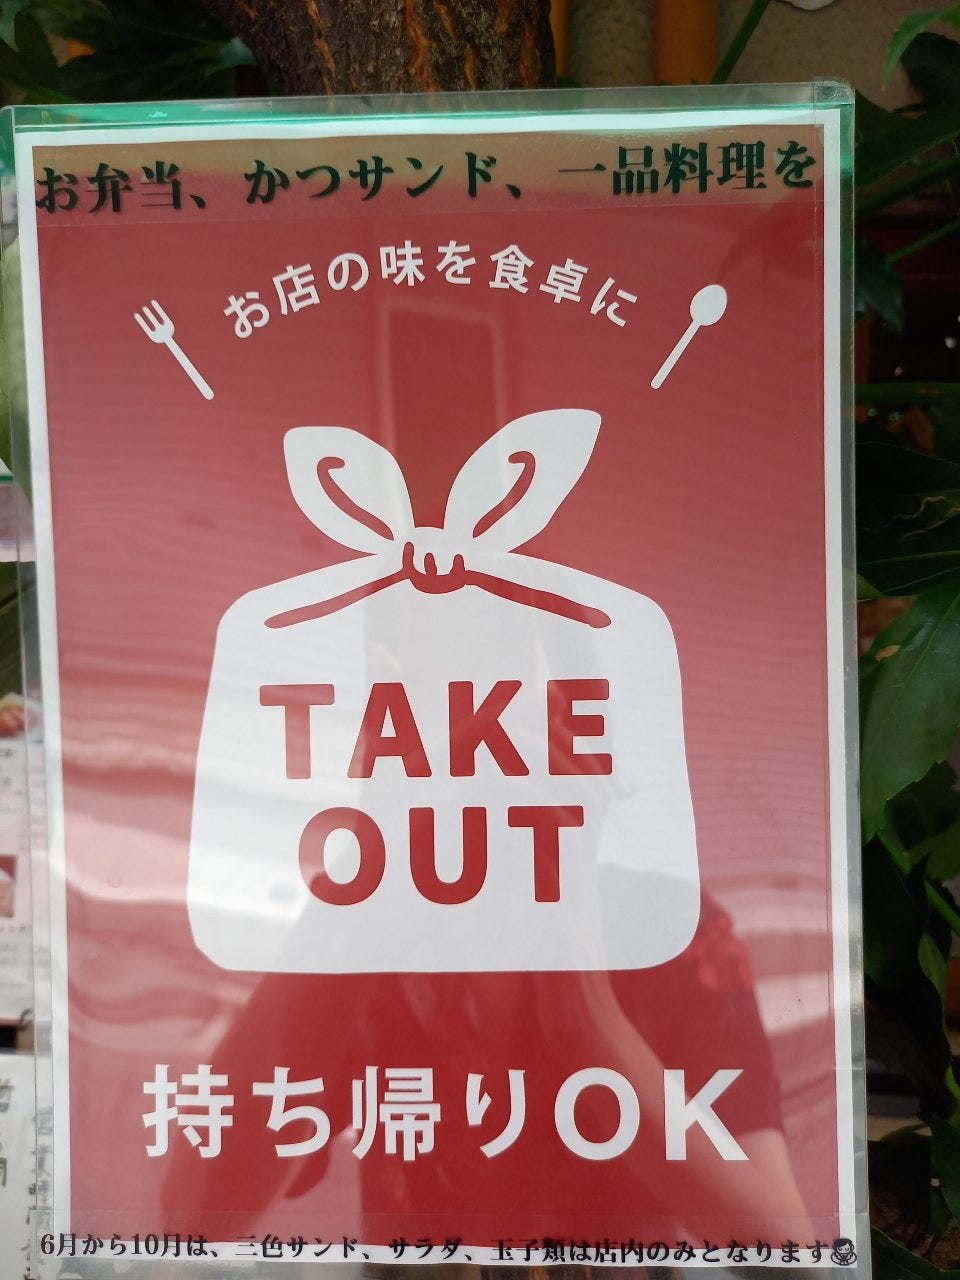 お弁当、かつサンド、一品料理を
お店の味を食卓に
TAKE
OUT
持ち帰りOK
6月から10月は、三色サンド、サラダ、玉子類は店内のみとなります